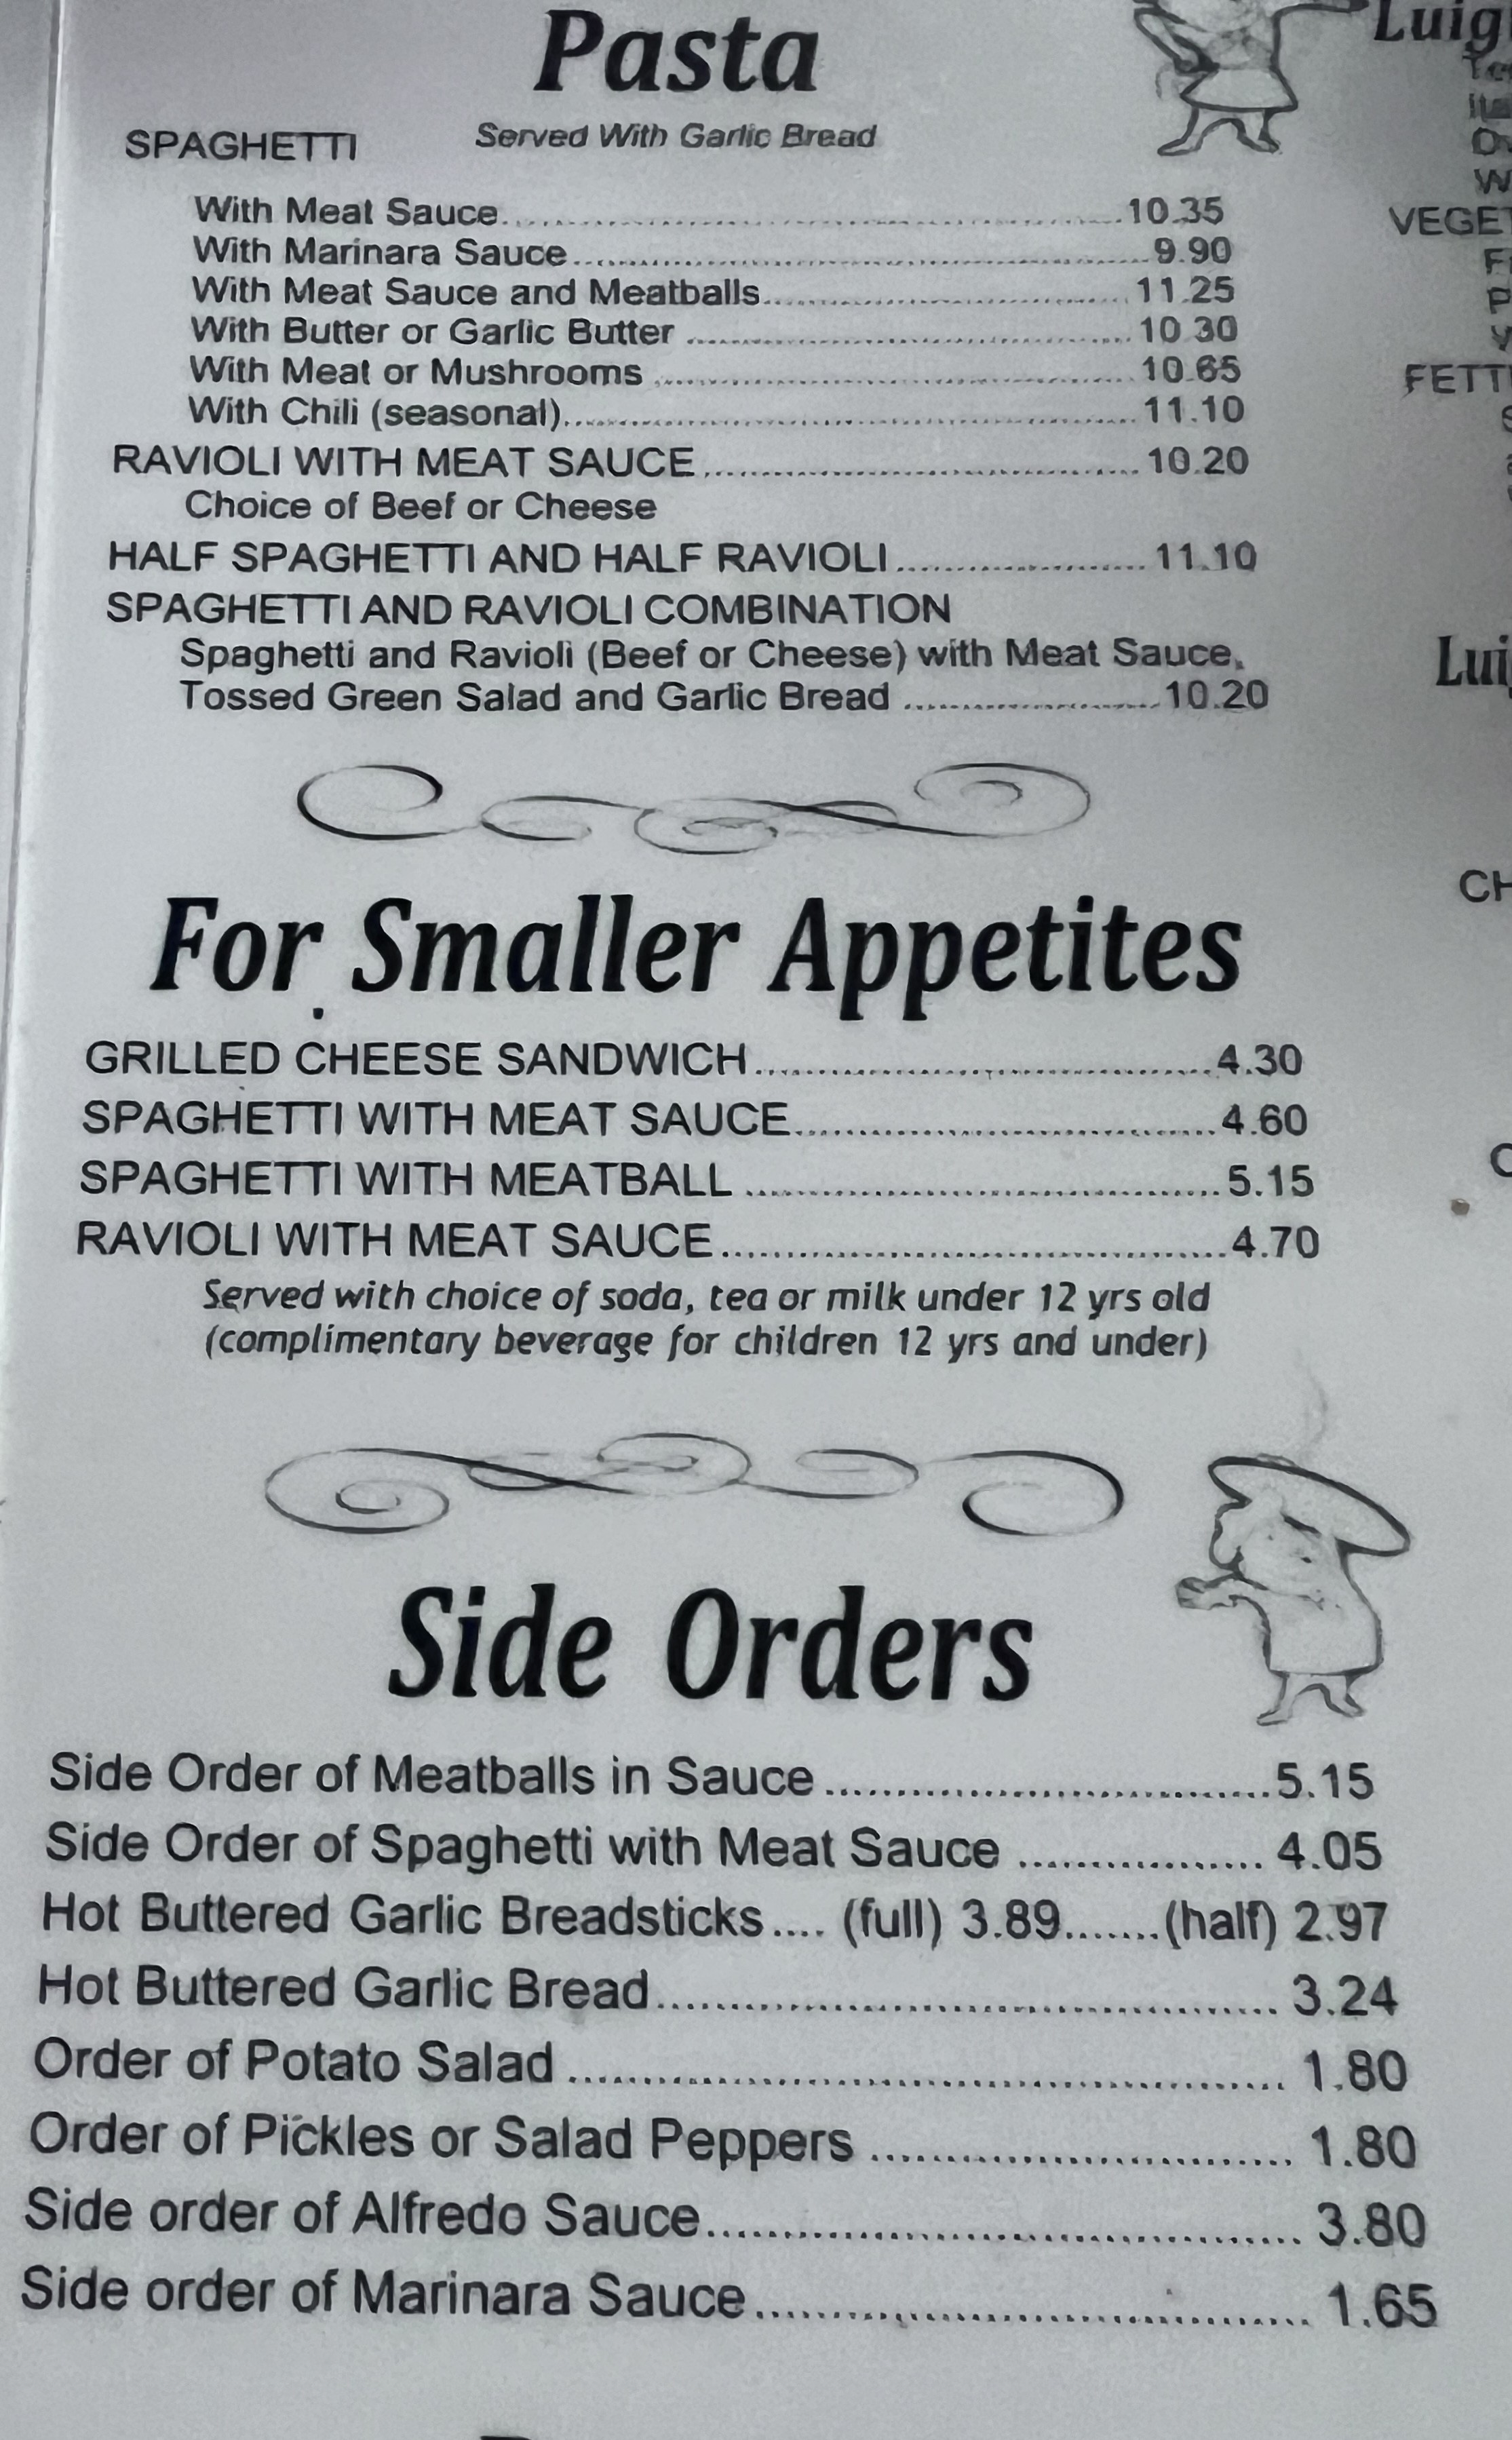 Pasta
Served With Garlic Bread
SPAGHETTI
With Meat Sauce.......10.35
With Marinara Sauce.......9.90
With Meat Sauce and Meatballs.......11.25
With Butter or Garlic Butter .......10.30
With Meat or Mushrooms .......10.65
With Chili (seasonal).......11.10
RAVIOLI WITH MEAT SAUCE.......10.20
Choice of Beef or Cheese
HALF SPAGHETTI AND HALF RAVIOLI.......11.10
SPAGHETTI AND RAVIOLI COMBINATION
Spaghetti and Ravioli (Beef or Cheese) with Meat Sauce,
Tossed Green Salad and Garlic Bread .......10.20
For Smaller Appetites
GRILLED CHEESE SANDWICH.......4.30
SPAGHETTI WITH MEAT SAUCE.......4.60
SPAGHETTI WITH MEATBALL .......5.15
RAVIOLI WITH MEAT SAUCE.......4.70
Served with choice of soda, tea or milk under 12 yrs old
(complimentary beverage for children 12 yrs and under)
Side Orders
Side Order of Meatballs in Sauce.......5.15
Side Order of Spaghetti with Meat Sauce ....... 4.05
Hot Buttered Garlic Breadsticks.... (full) 3.89.......(half) 2.97
Hot Buttered Garlic Bread....... 3.24
Order of Potato Salad ....... 1.80
Order of Pickles or Salad Peppers ....... 1.80
Side order of Alfredo Sauce....... 3.80
Side order of Marinara Sauce....... 1.65